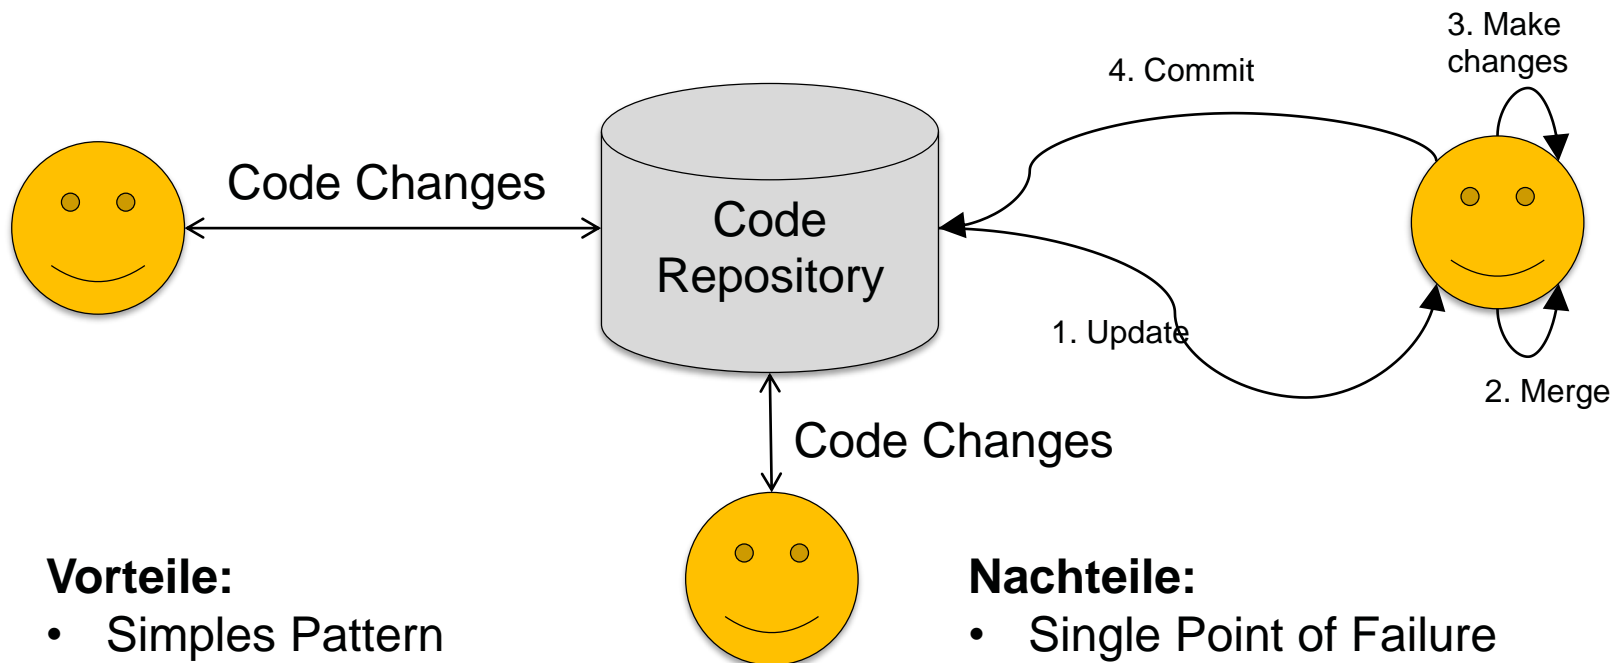 3. Make
changes
4. Commit
Code Changes
Code
Repository
1. Update
2. Merge
Code Changes
Vorteile:
• Simples Pattern
Nachteile:
• Single Point of Failure